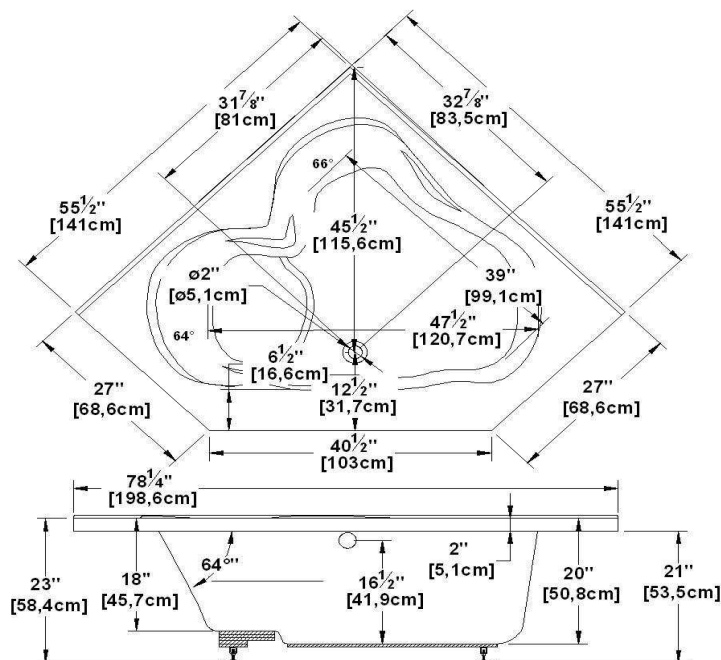 31⅞"
[81cm]
32⅞"
[83,5cm]
66°
55½"
[141cm]
45½"
[115,6cm]
55½"
[141cm]
ø2"
[ø5,1cm]
39"
[99,1cm]
47½"
[120,7cm]
64°
6½"
[16,6cm]
12½"
[31,7cm]
27"
[68,6cm]
27"
[68,6cm]
40½"
[103cm]
78¼"
[198,6cm]
64°"
2"
[5,1cm]
23"
[58,4cm]
18"
[45,7cm]
16½"
[41,9cm]
20"
[50,8cm]
21"
[53,5cm]